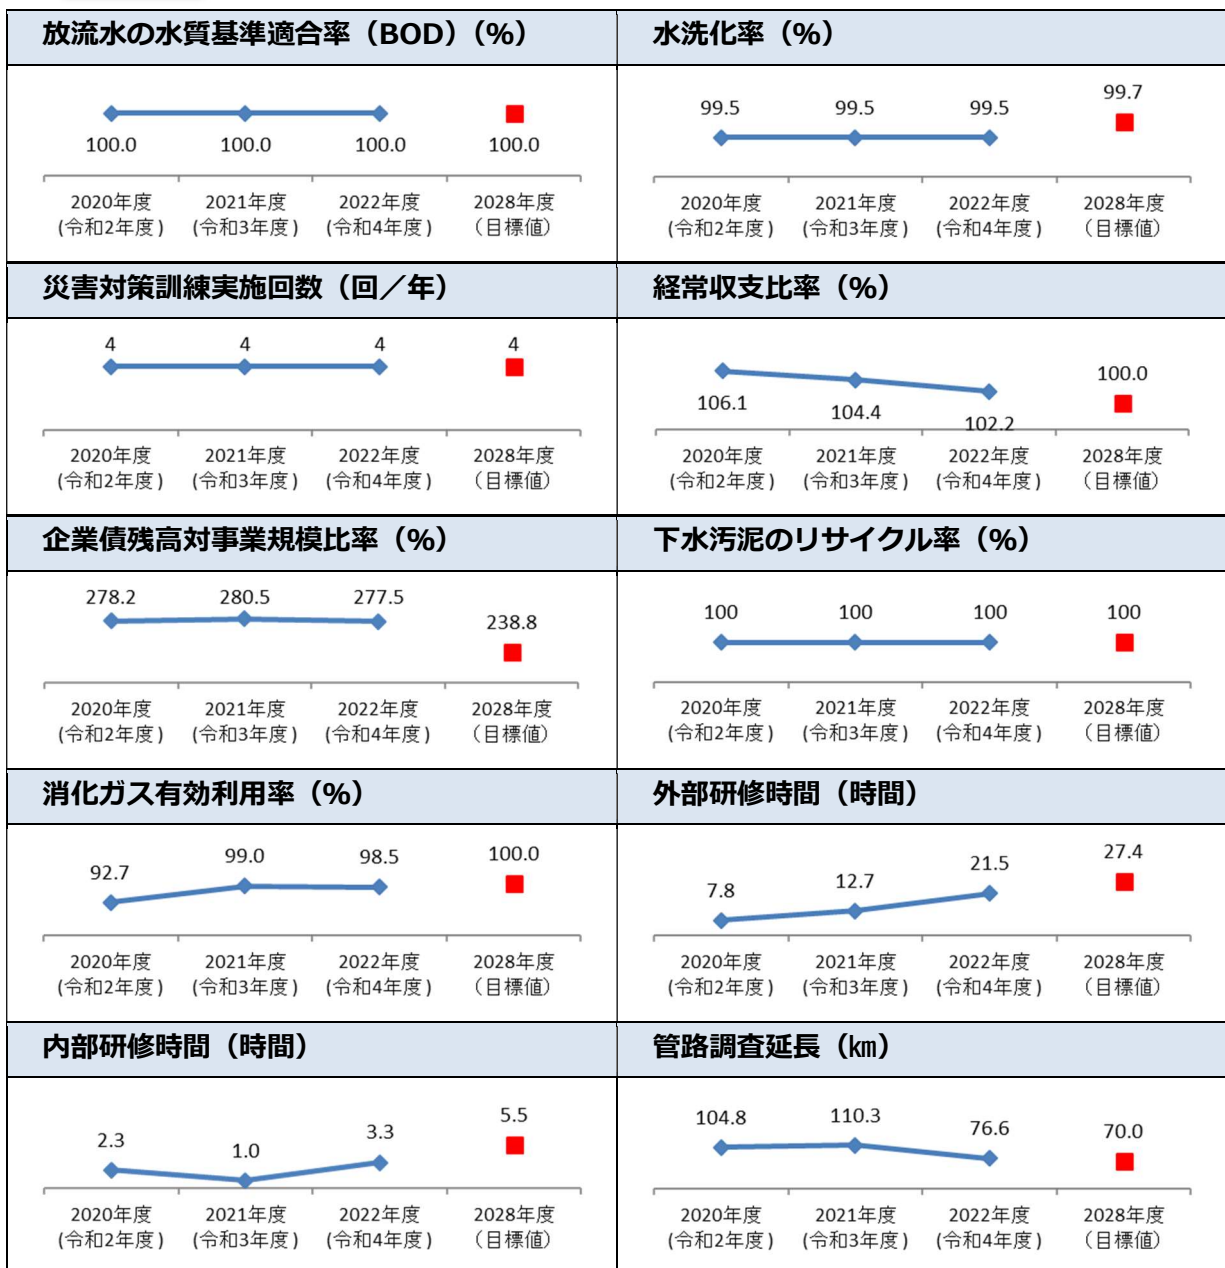 放流水の水質基準適合率（BOD）（%）
100.0 100.0 100.0 100.0
2020年度 2021年度 2022年度 2028年度
(令和2年度) (令和3年度) (令和4年度) （目標値）
水洗化率（%）
99.5 99.5 99.5 99.7
2020年度 2021年度 2022年度 2028年度
(令和2年度) (令和3年度) (令和4年度) （目標値）
災害対策訓練実施回数（回／年）
4 4 4 4
2020年度 2021年度 2022年度 2028年度
(令和2年度) (令和3年度) (令和4年度) （目標値）
経常収支比率（%）
106.1 104.4 102.2 100.0
2020年度 2021年度 2022年度 2028年度
(令和2年度) (令和3年度) (令和4年度) （目標値）
企業債残高対事業規模比率（%）
278.2 280.5 277.5 238.8
2020年度 2021年度 2022年度 2028年度
(令和2年度) (令和3年度) (令和4年度) （目標値）
下水汚泥のリサイクル率（%）
100 100 100 100
2020年度 2021年度 2022年度 2028年度
(令和2年度) (令和3年度) (令和4年度) （目標値）
消化ガス有効利用率（%）
92.7 99.0 98.5 100.0
2020年度 2021年度 2022年度 2028年度
(令和2年度) (令和3年度) (令和4年度) （目標値）
外部研修時間（時間）
7.8 12.7 21.5 27.4
2020年度 2021年度 2022年度 2028年度
(令和2年度) (令和3年度) (令和4年度) （目標値）
内部研修時間（時間）
2.3 1.0 3.3 5.5
2020年度 2021年度 2022年度 2028年度
(令和2年度) (令和3年度) (令和4年度) （目標値）
管路調査延長（㎞）
104.8 110.3 76.6 70.0
2020年度 2021年度 2022年度 2028年度
(令和2年度) (令和3年度) (令和4年度) （目標値）